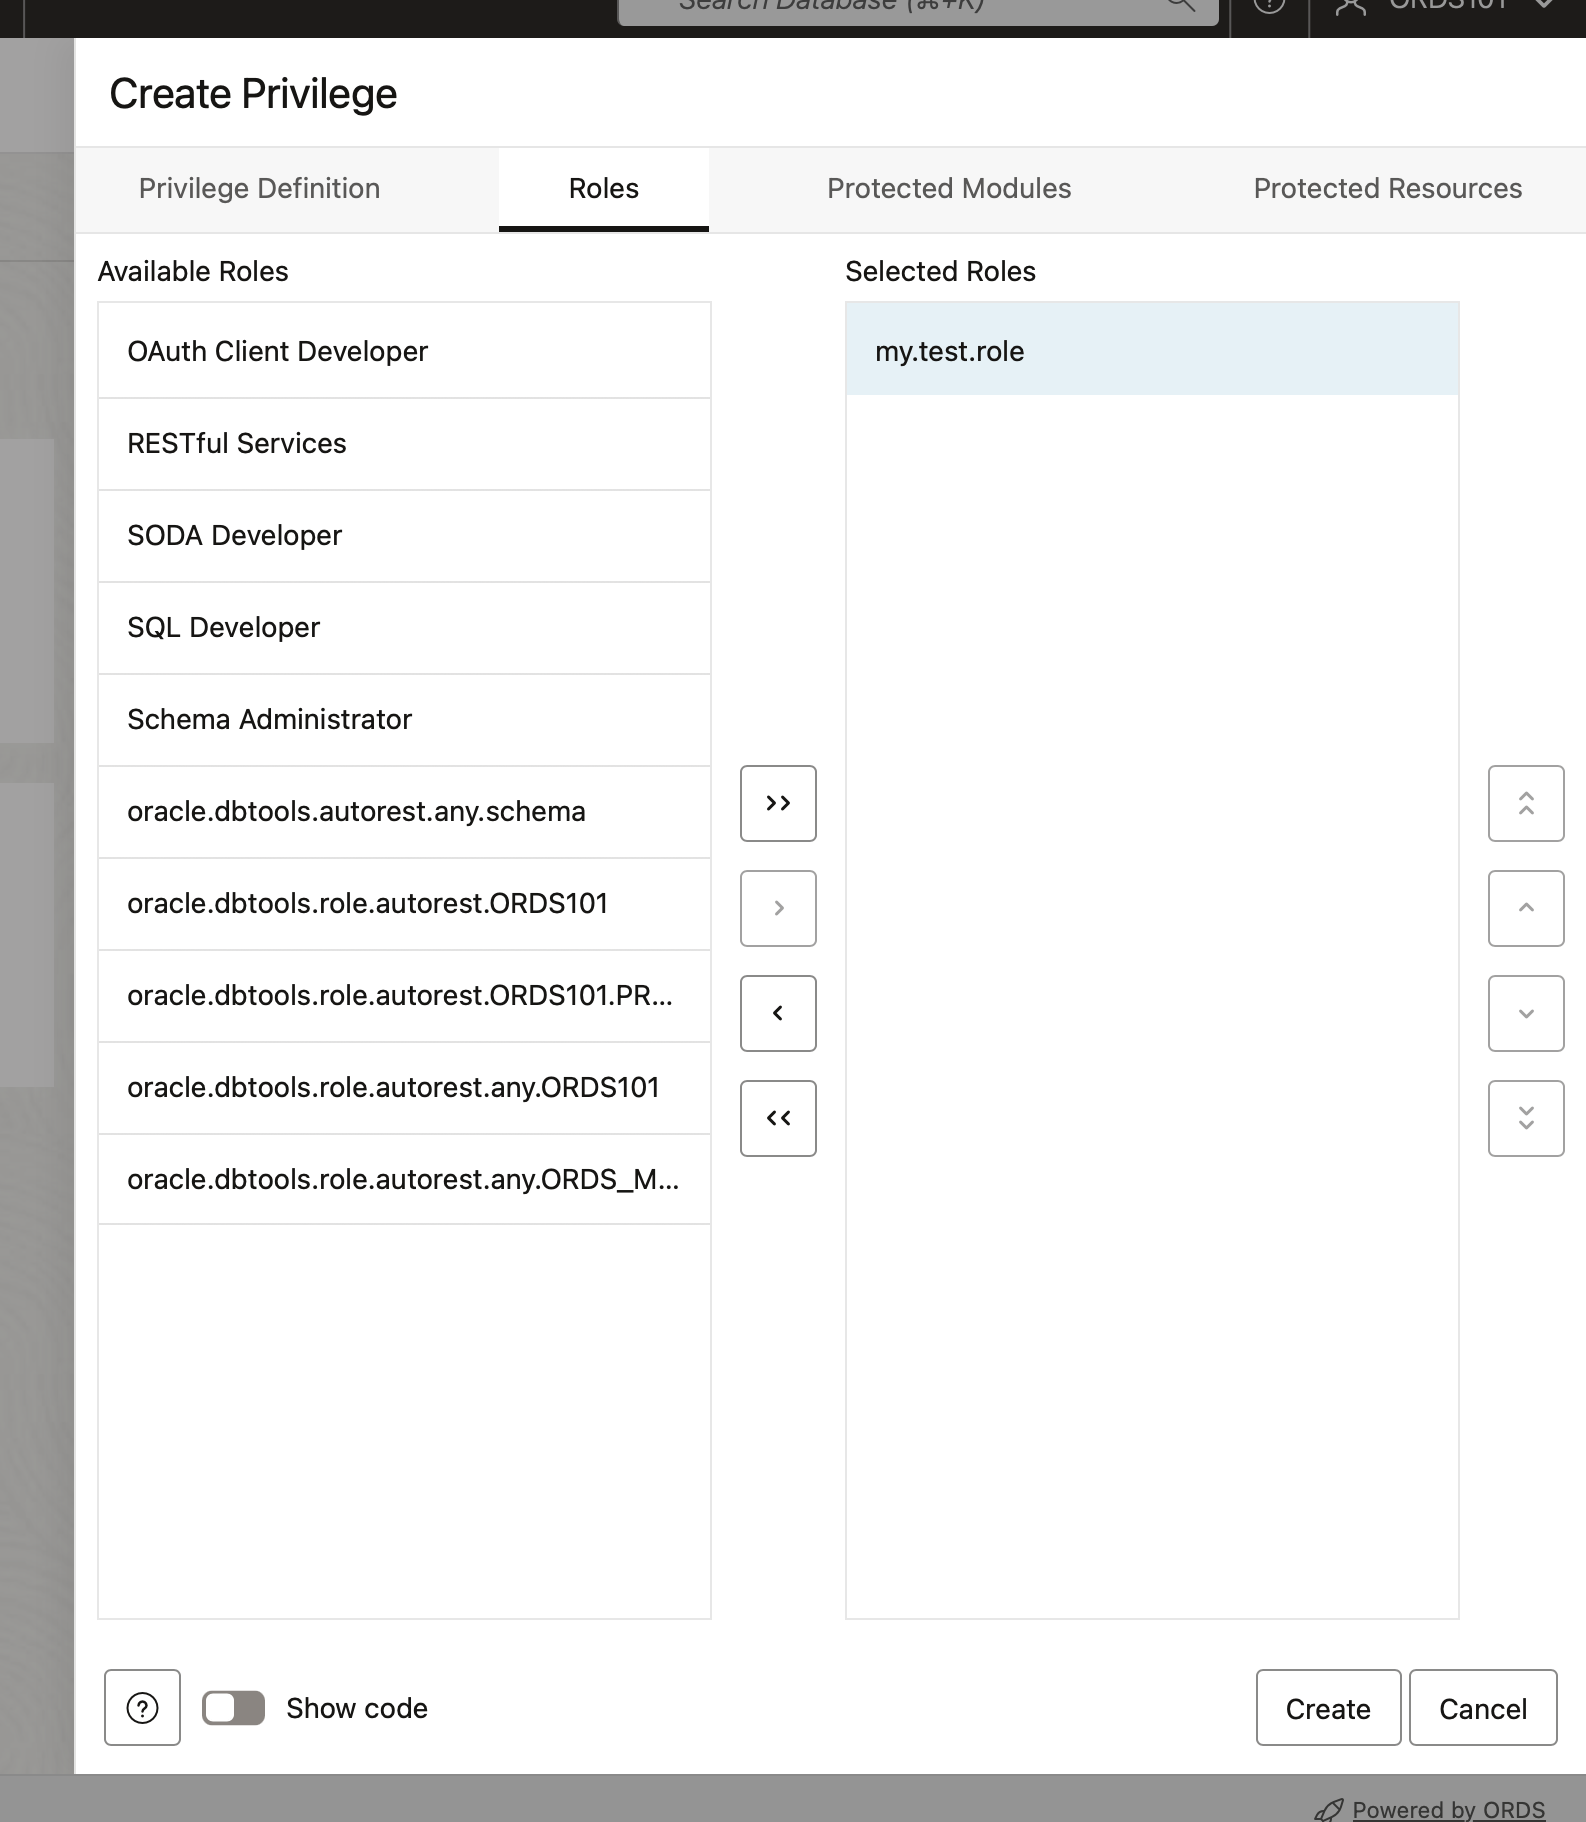 Search Database (⌘+K)
ORDS101
Create Privilege
Privilege Definition
Roles
Protected Modules
Protected Resources
Available Roles
OAuth Client Developer
RESTful Services
SODA Developer
SQL Developer
Schema Administrator
oracle.dbtools.autorest.any.schema
oracle.dbtools.role.autorest.ORDS101
oracle.dbtools.role.autorest.ORDS101.PR...
oracle.dbtools.role.autorest.any.ORDS101
oracle.dbtools.role.autorest.any.ORDS_M...
Selected Roles
my.test.role
Show code
Create
Cancel
Powered by ORDS